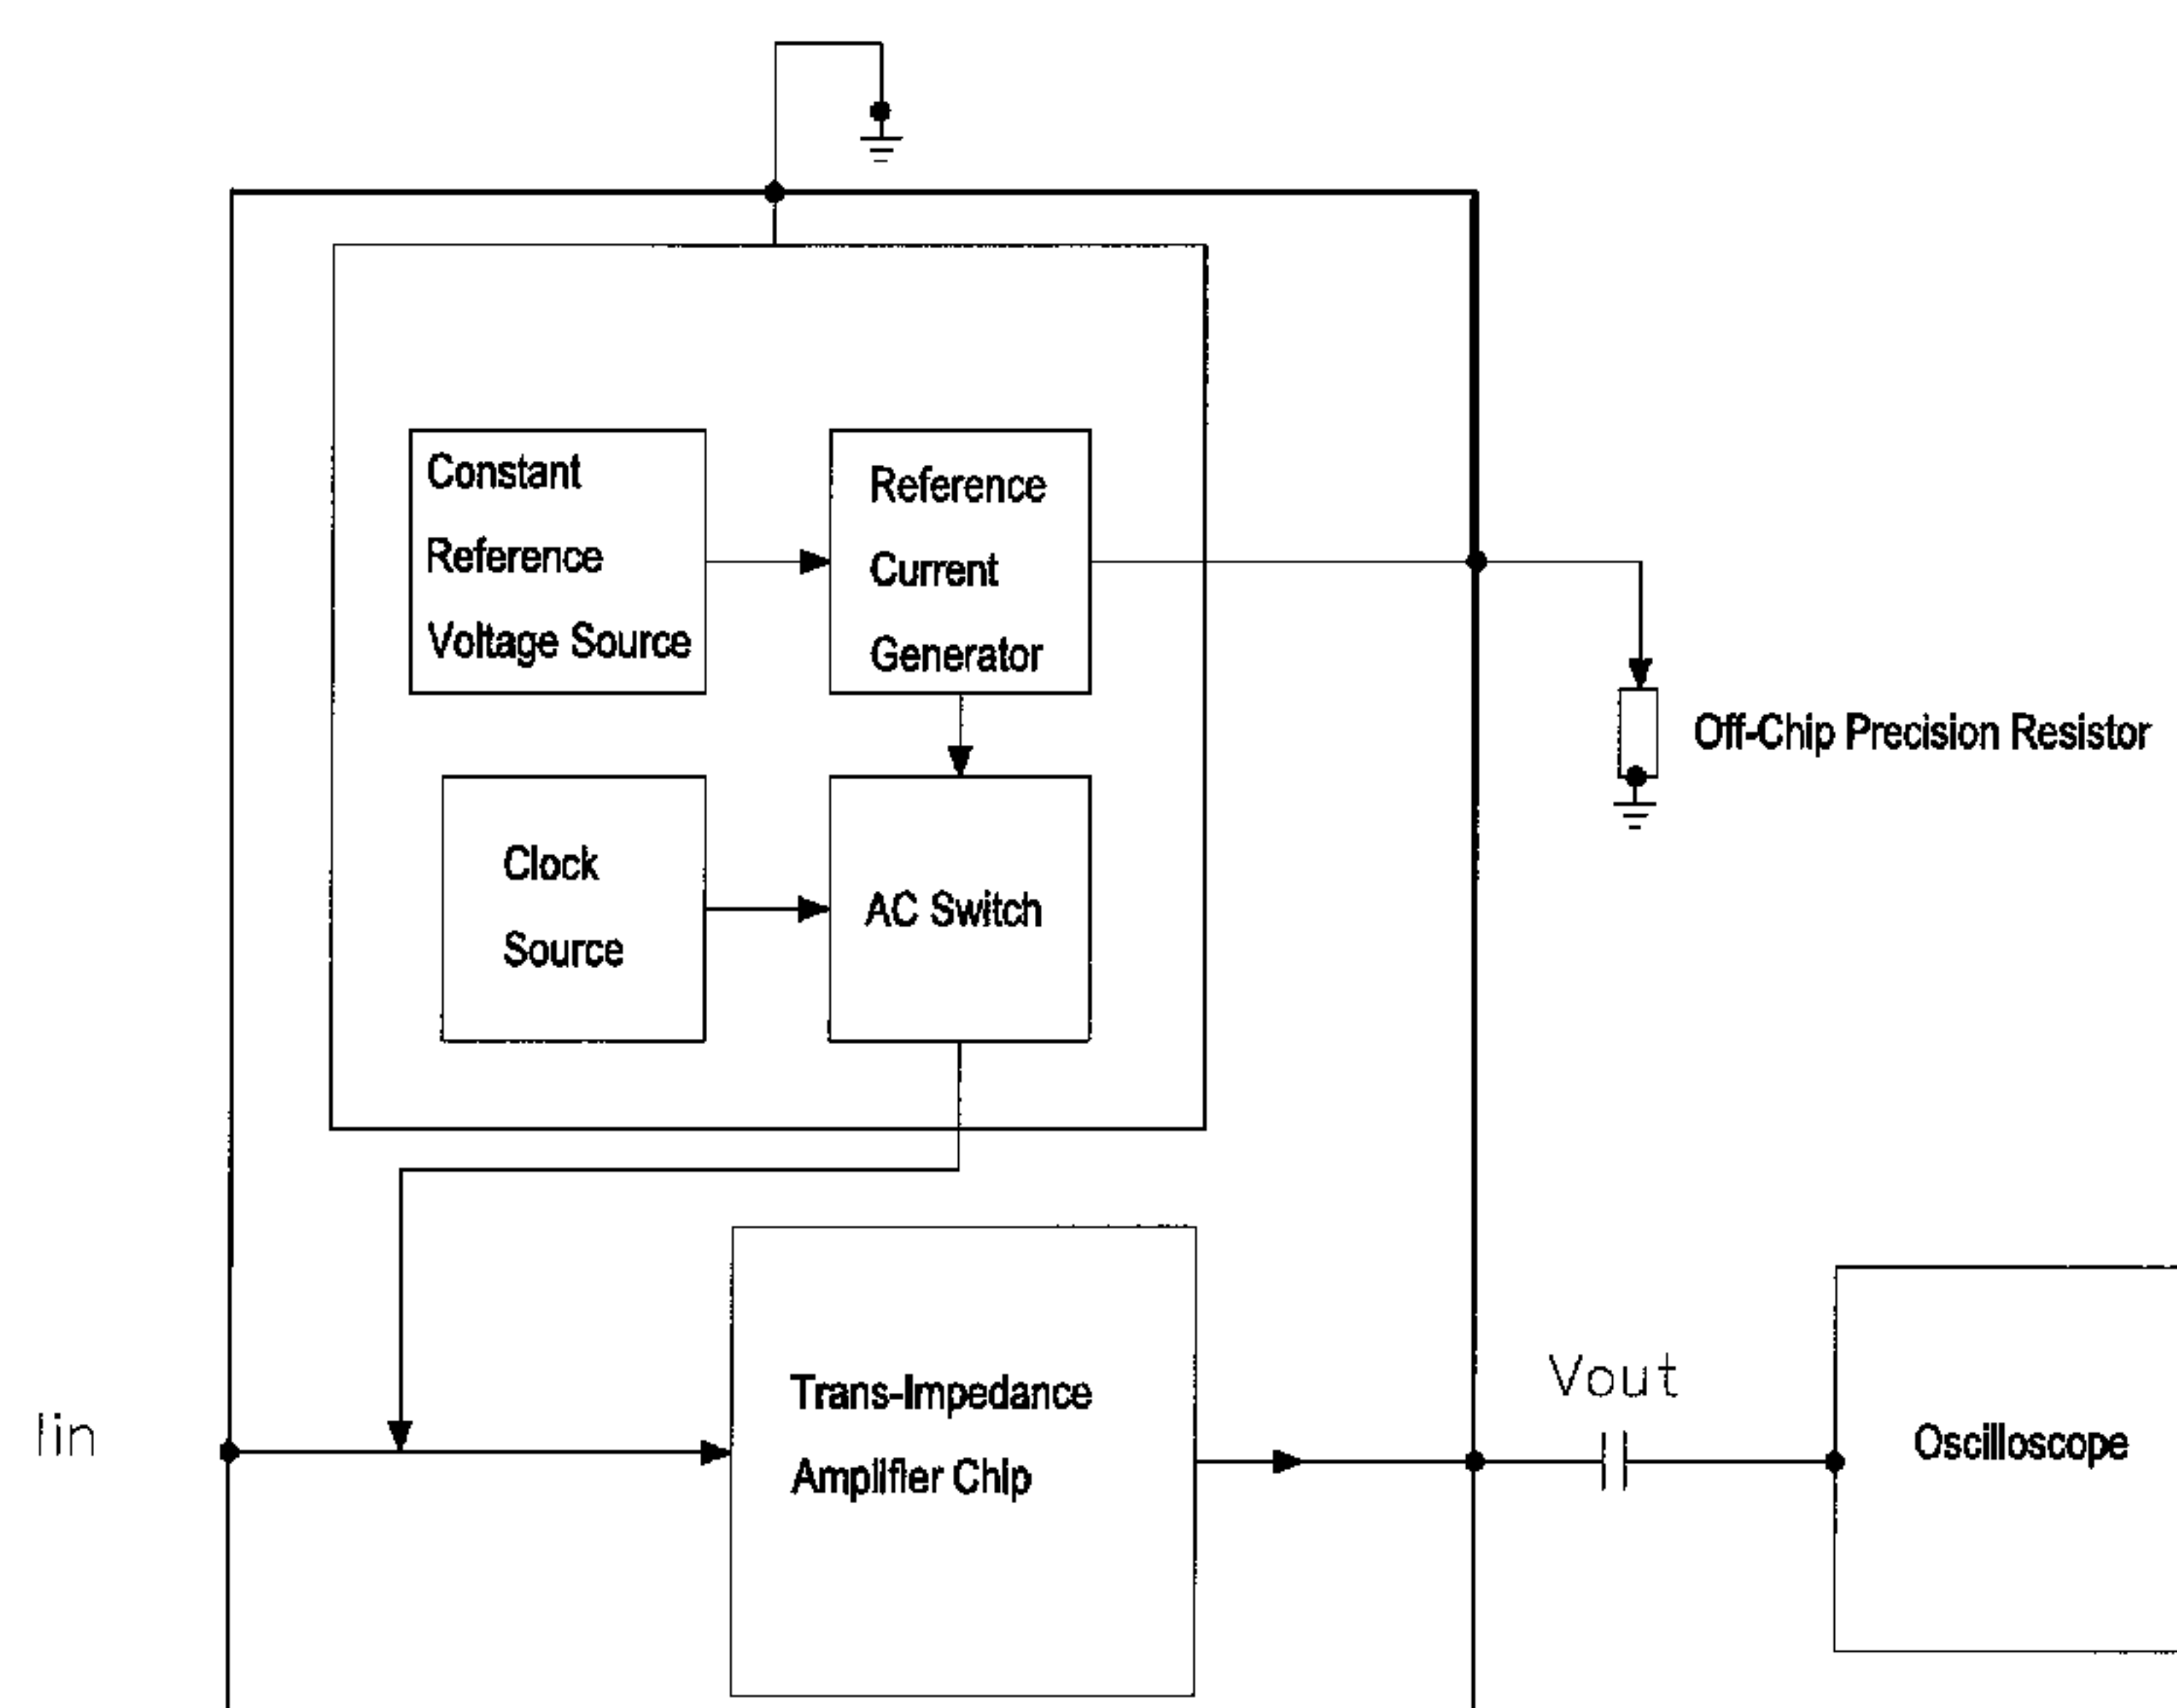 Constant
Reference
Voltage Source
Reference
Current
Generator
Off-Chip Precision Resistor
Clock
Source
AC Switch
Iin
Trans-Impedance
Amplifier Chip
Vout
Oscilloscope